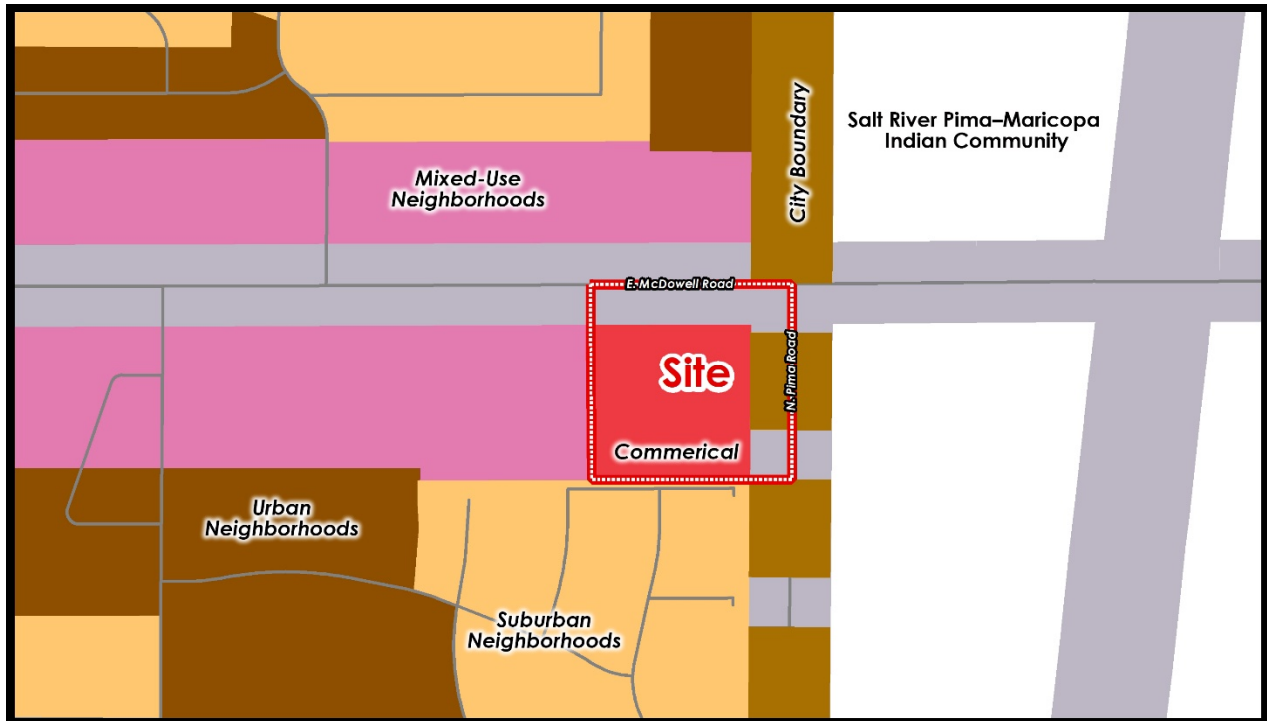 City Boundary
Salt River Pima–Maricopa
Indian Community
Mixed-Use
Neighborhoods
E. McDowell Road
Site
N. Pima Road
Commerical
Urban
Neighborhoods
Suburban
Neighborhoods